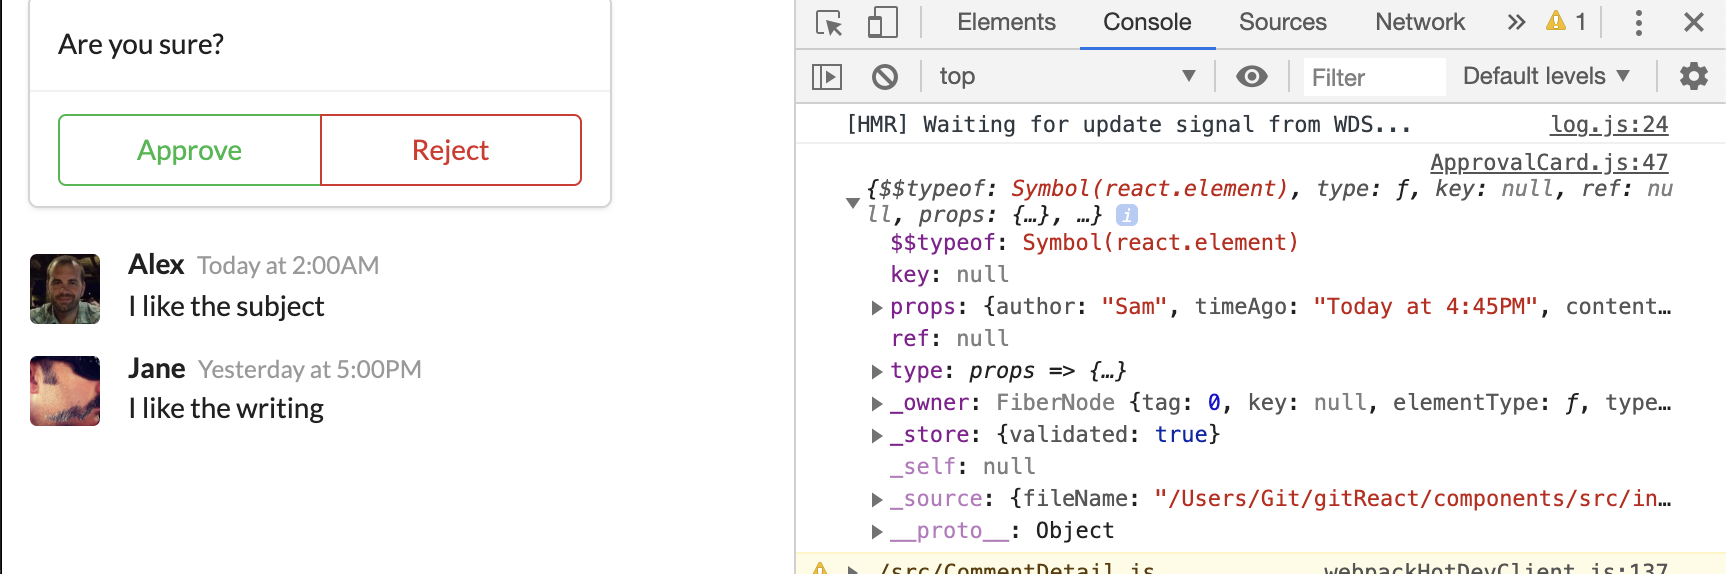 Are you sure?
Approve Reject
Alex Today at 2:00AM
I like the subject
Jane Yesterday at 5:00PM
I like the writing
Elements Console Sources Network » 1
top Filter Default levels
[HMR] Waiting for update signal from WDS... log.js:24
ApprovalCard.js:47
{$$typeof: Symbol(react.element), type: ƒ, key: null, ref: nu
ll, props: {…}, …} i
$$typeof: Symbol(react.element)
key: null
props: {author: "Sam", timeAgo: "Today at 4:45PM", content…
ref: null
type: props => {…}
_owner: FiberNode {tag: 0, key: null, elementType: ƒ, type…
_store: {validated: true}
_self: null
_source: {fileName: "/Users/Git/gitReact/components/src/in…
__proto__: Object
./src/CommentDetail.js webpackHotDevClient.js:137